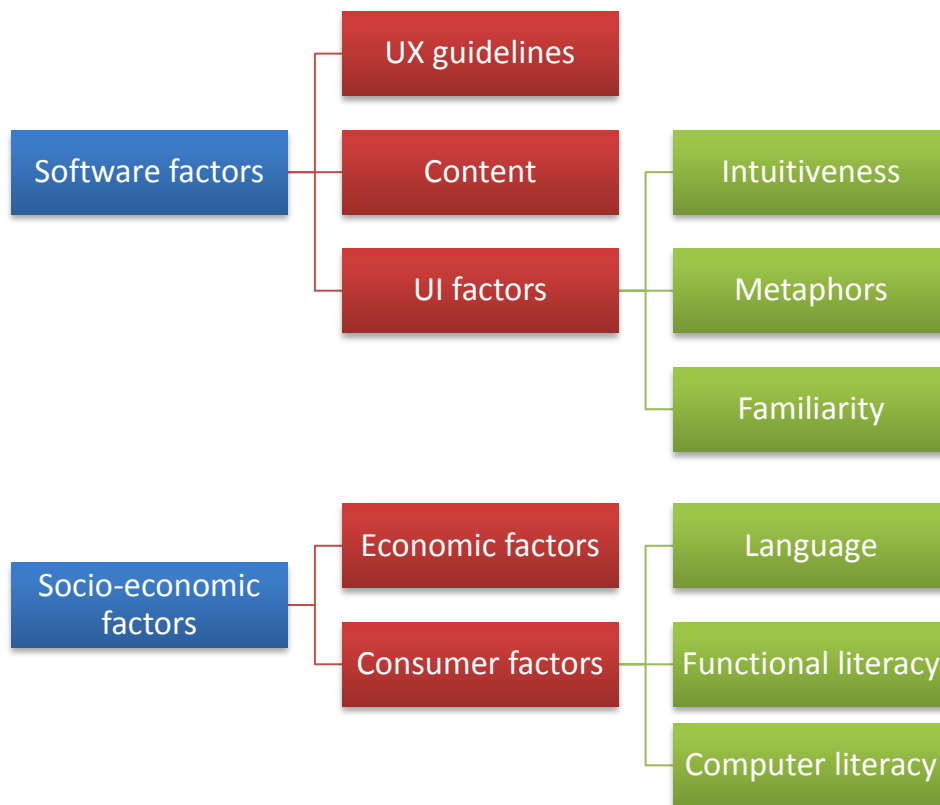 UX guidelines
Software factors
Content
Intuitiveness
UI factors
Metaphors
Familiarity
Economic factors
Language
Socio-economic
factors
Consumer factors
Functional literacy
Computer literacy